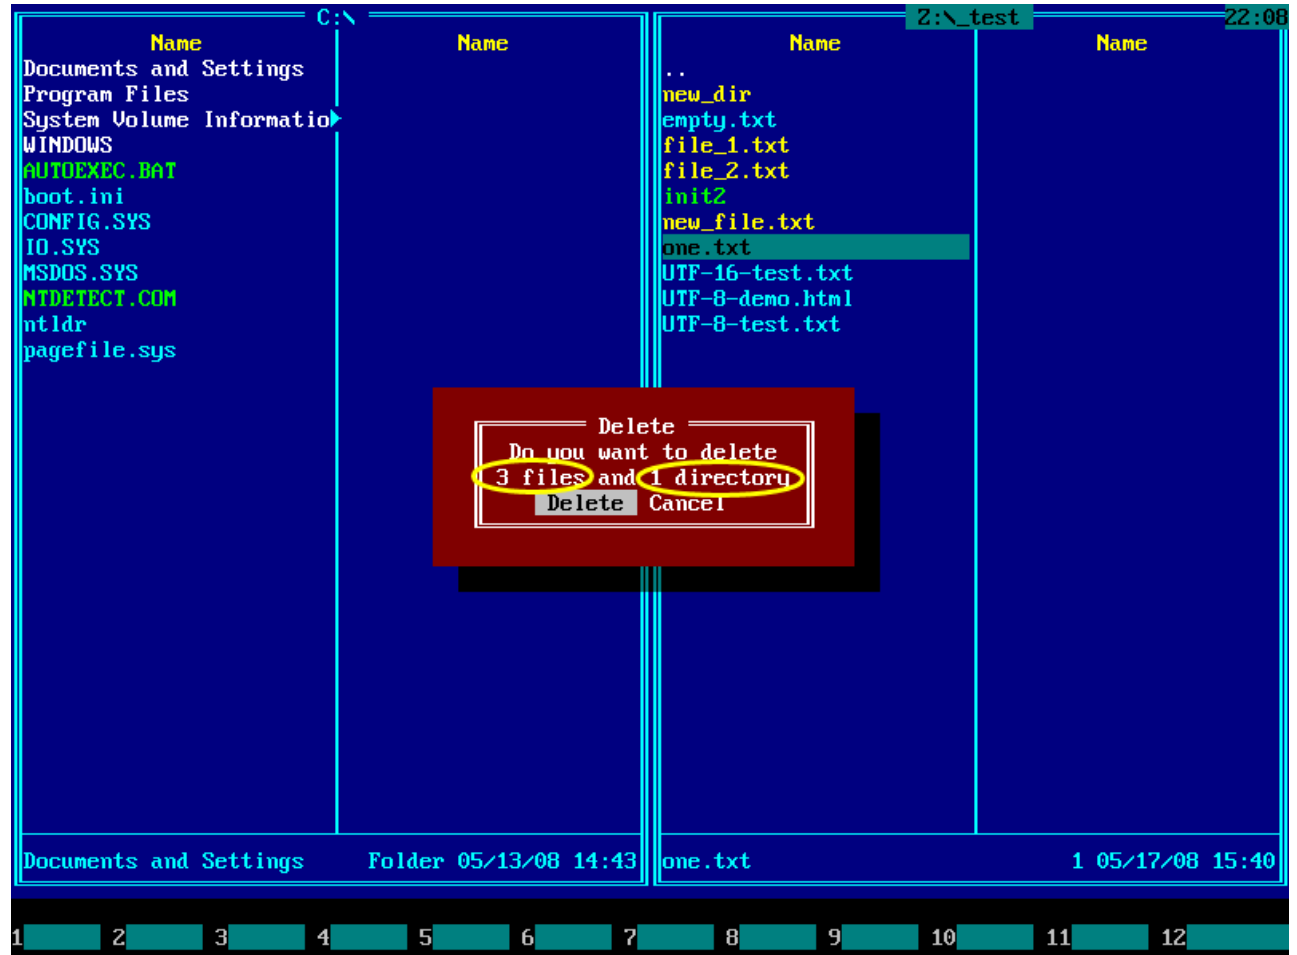 C:\
Name Name
Documents and Settings
Program Files
System Volume Informatio
WINDOWS
AUTOEXEC.BAT
boot.ini
CONFIG.SYS
IO.SYS
MSDOS.SYS
NTDETECT.COM
ntldr
pagefile.sys
Documents and Settings Folder 05/13/08 14:43
Z:\_test 22:08
Name Name
..
new_dir
empty.txt
file_1.txt
file_2.txt
init2
new_file.txt
one.txt
UTF-16-test.txt
UTF-8-demo.html
UTF-8-test.txt
one.txt 1 05/17/08 15:40
Delete
Do you want to delete
3 files and 1 directory
Delete Cancel
1 2 3 4 5 6 7 8 9 10 11 12